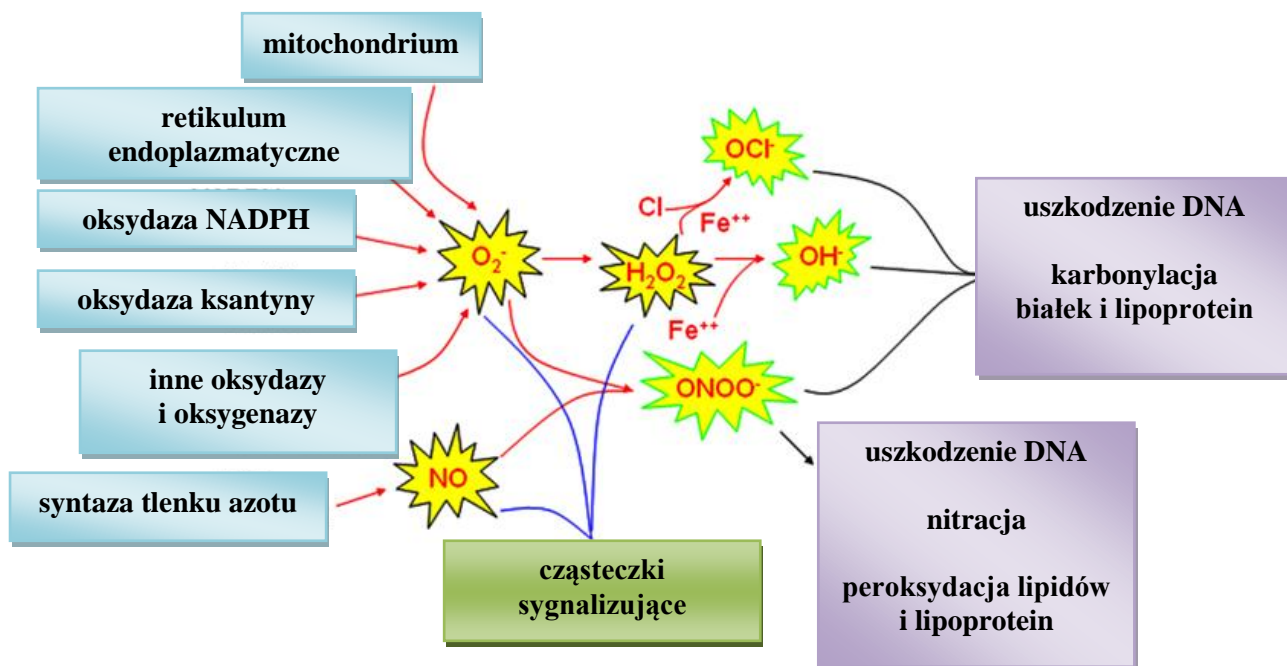 mitochondrium
retikulum
endoplazmatyczne
oksydaza NADPH
oksydaza ksantyny
inne oksydazy
i oksygenazy
syntaza tlenku azotu
O₂⁻
NO
H₂O₂
Cl
Fe⁺⁺
OCl⁻
OH⁻
Fe⁺⁺
ONOO⁻
cząsteczki
sygnalizujące
uszkodzenie DNA
karbonylacja
białek i lipoprotein
uszkodzenie DNA
nitracja
peroksydacja lipidów
i lipoprotein